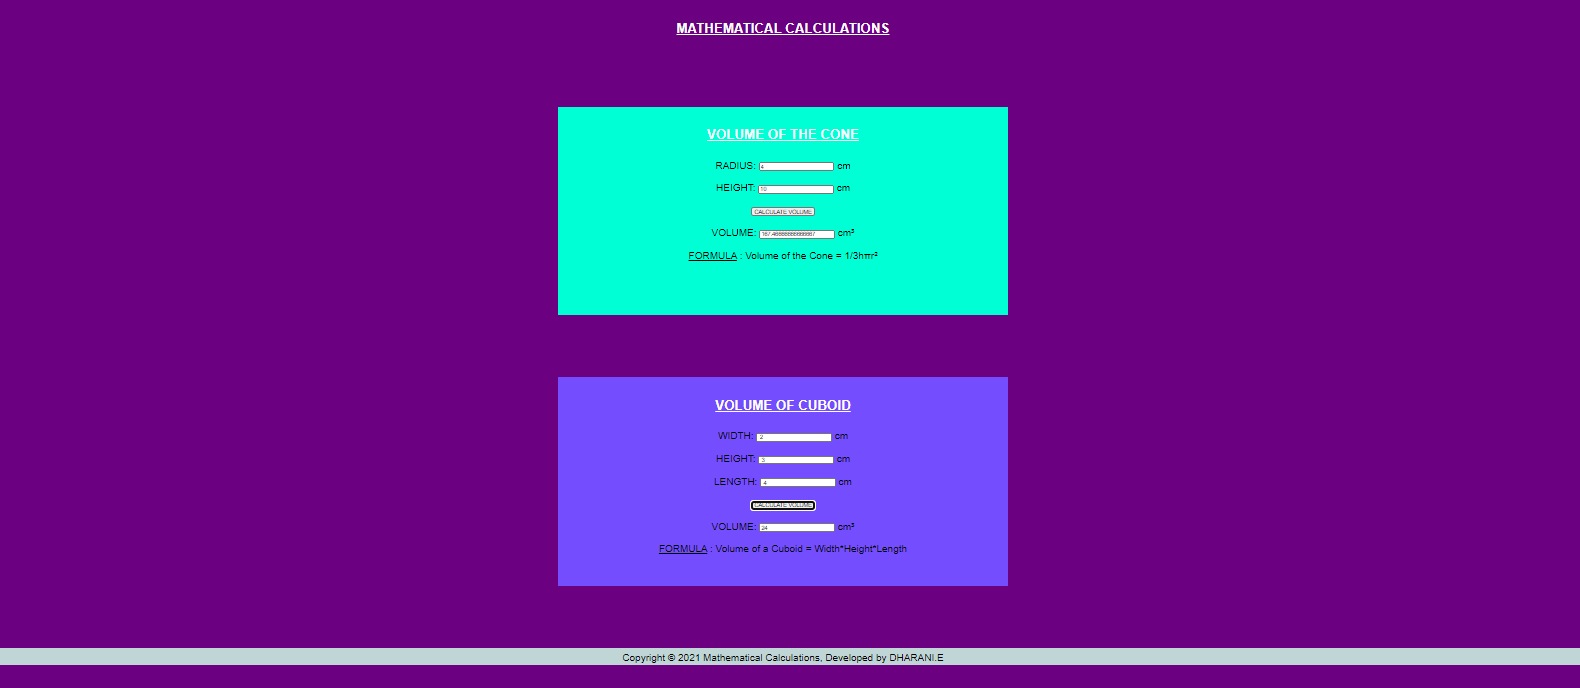 MATHEMATICAL CALCULATIONS
VOLUME OF THE CONE
RADIUS: 4 cm
HEIGHT: 10 cm
CALCULATE VOLUME
VOLUME: 167.46666666666667 cm³
FORMULA : Volume of the Cone = 1/3hπr²
VOLUME OF CUBOID
WIDTH: 2 cm
HEIGHT: 3 cm
LENGTH: 4 cm
CALCULATE VOLUME
VOLUME: 24 cm³
FORMULA : Volume of a Cuboid = Width*Height*Length
Copyright © 2021 Mathematical Calculations, Developed by DHARANI.E